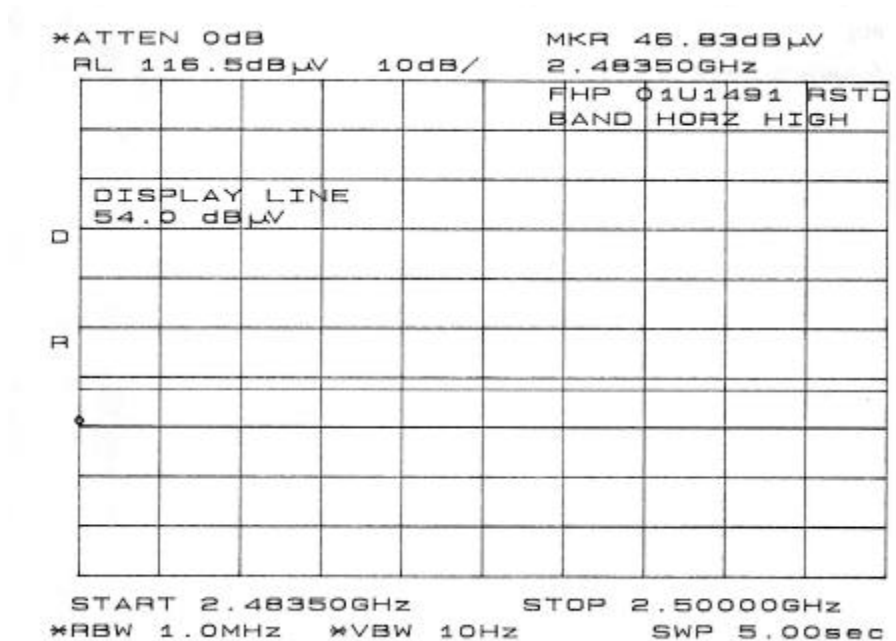 *ATTEN 0dB MKR 46.83dBµV
RL 116.5dBµV 10dB/ 2.48350GHz
FHP 01U1491 RSTD
BAND HORZ HIGH
DISPLAY LINE
54.0 dBµV
D
R
START 2.48350GHz STOP 2.50000GHz
*RBW 1.0MHz *VBW 10Hz SWP 5.00sec